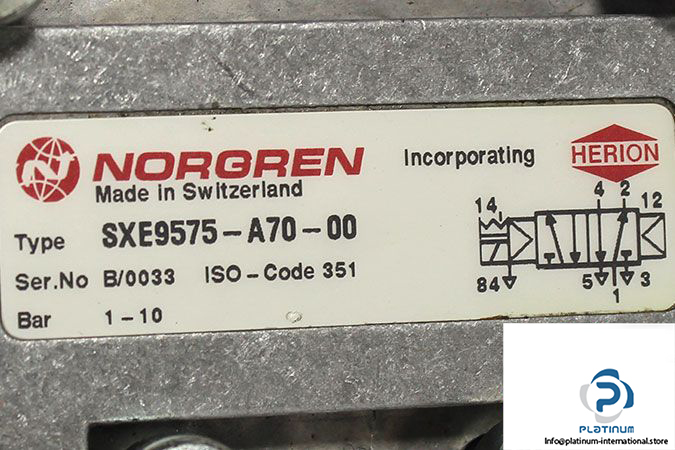 NORGREN
Incorporating HERION
Made in Switzerland
Type SXE9575-A70-00
Ser.No B/0033 ISO-Code 351
Bar 1-10
4 2
14 12
84 5 3
1
PLATINUM
Info@platinum-international.store